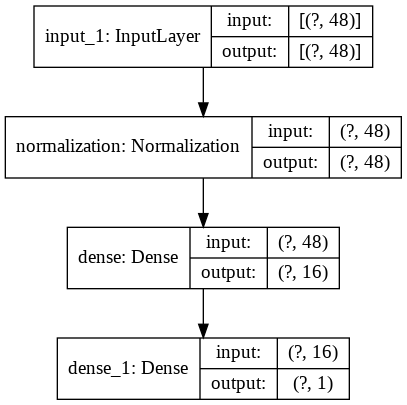 input_1: InputLayer
input: [(?, 48)]
output: [(?, 48)]
normalization: Normalization
input: (?, 48)
output: (?, 48)
dense: Dense
input: (?, 48)
output: (?, 16)
dense_1: Dense
input: (?, 16)
output: (?, 1)